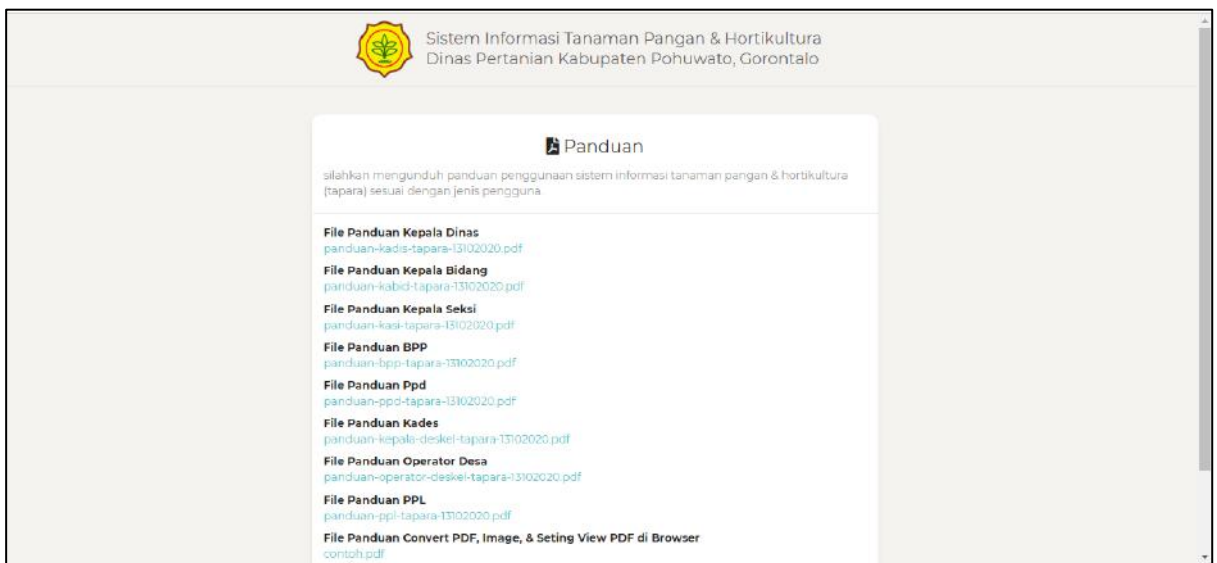 Sistem Informasi Tanaman Pangan & Hortikultura
Dinas Pertanian Kabupaten Pohuwato, Gorontalo
Panduan
silahkan mengunduh panduan penggunaan sistem informasi tanaman pangan & hortikultura
(tapara) sesuai dengan jenis pengguna.
File Panduan Kepala Dinas
panduan-kadis-tapara-13102020.pdf
File Panduan Kepala Bidang
panduan-kabid-tapara-13102020.pdf
File Panduan Kepala Seksi
panduan-kasi-tapara-13102020.pdf
File Panduan BPP
panduan-bpp-tapara-13102020.pdf
File Panduan Ppd
panduan-ppd-tapara-13102020.pdf
File Panduan Kades
panduan-kepala-deskel-tapara-13102020.pdf
File Panduan Operator Desa
panduan-operator-deskel-tapara-13102020.pdf
File Panduan PPL
panduan-ppl-tapara-13102020.pdf
File Panduan Convert PDF, Image, & Seting View PDF di Browser
contoh.pdf